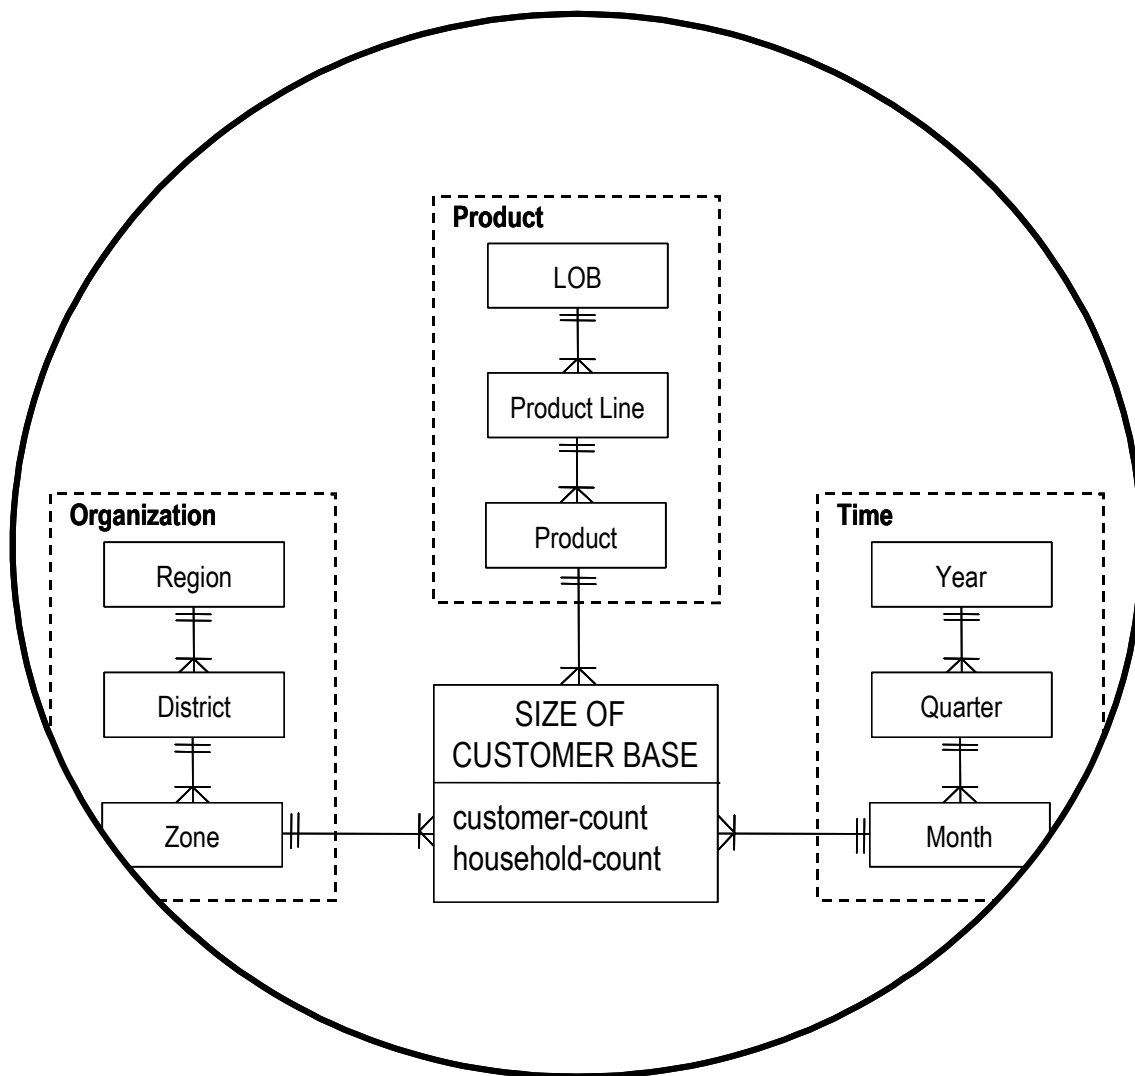 Product
LOB
Product Line
Product
Organization
Region
District
Zone
SIZE OF
CUSTOMER BASE
customer-count
household-count
Time
Year
Quarter
Month